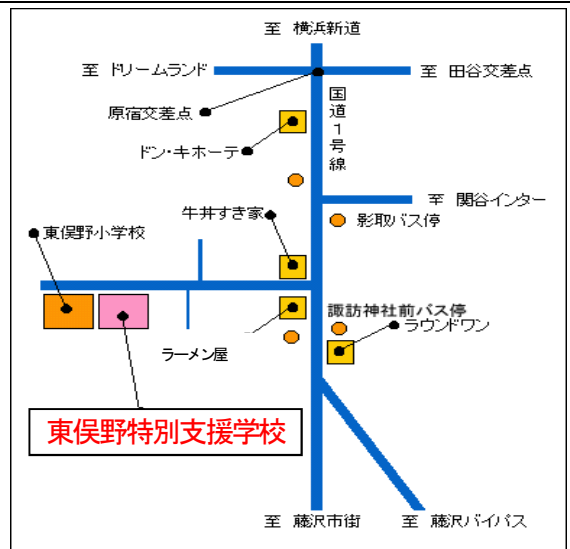 至 横浜新道
至 ドリームランド
至 田谷交差点
原宿交差点
国道1号線
ドン・キホーテ
至 関谷インター
牛丼すき家
影取バス停
東俣野小学校
諏訪神社前バス停
ラウンドワン
ラーメン屋
東俣野特別支援学校
至 藤沢市街
至 藤沢バイパス